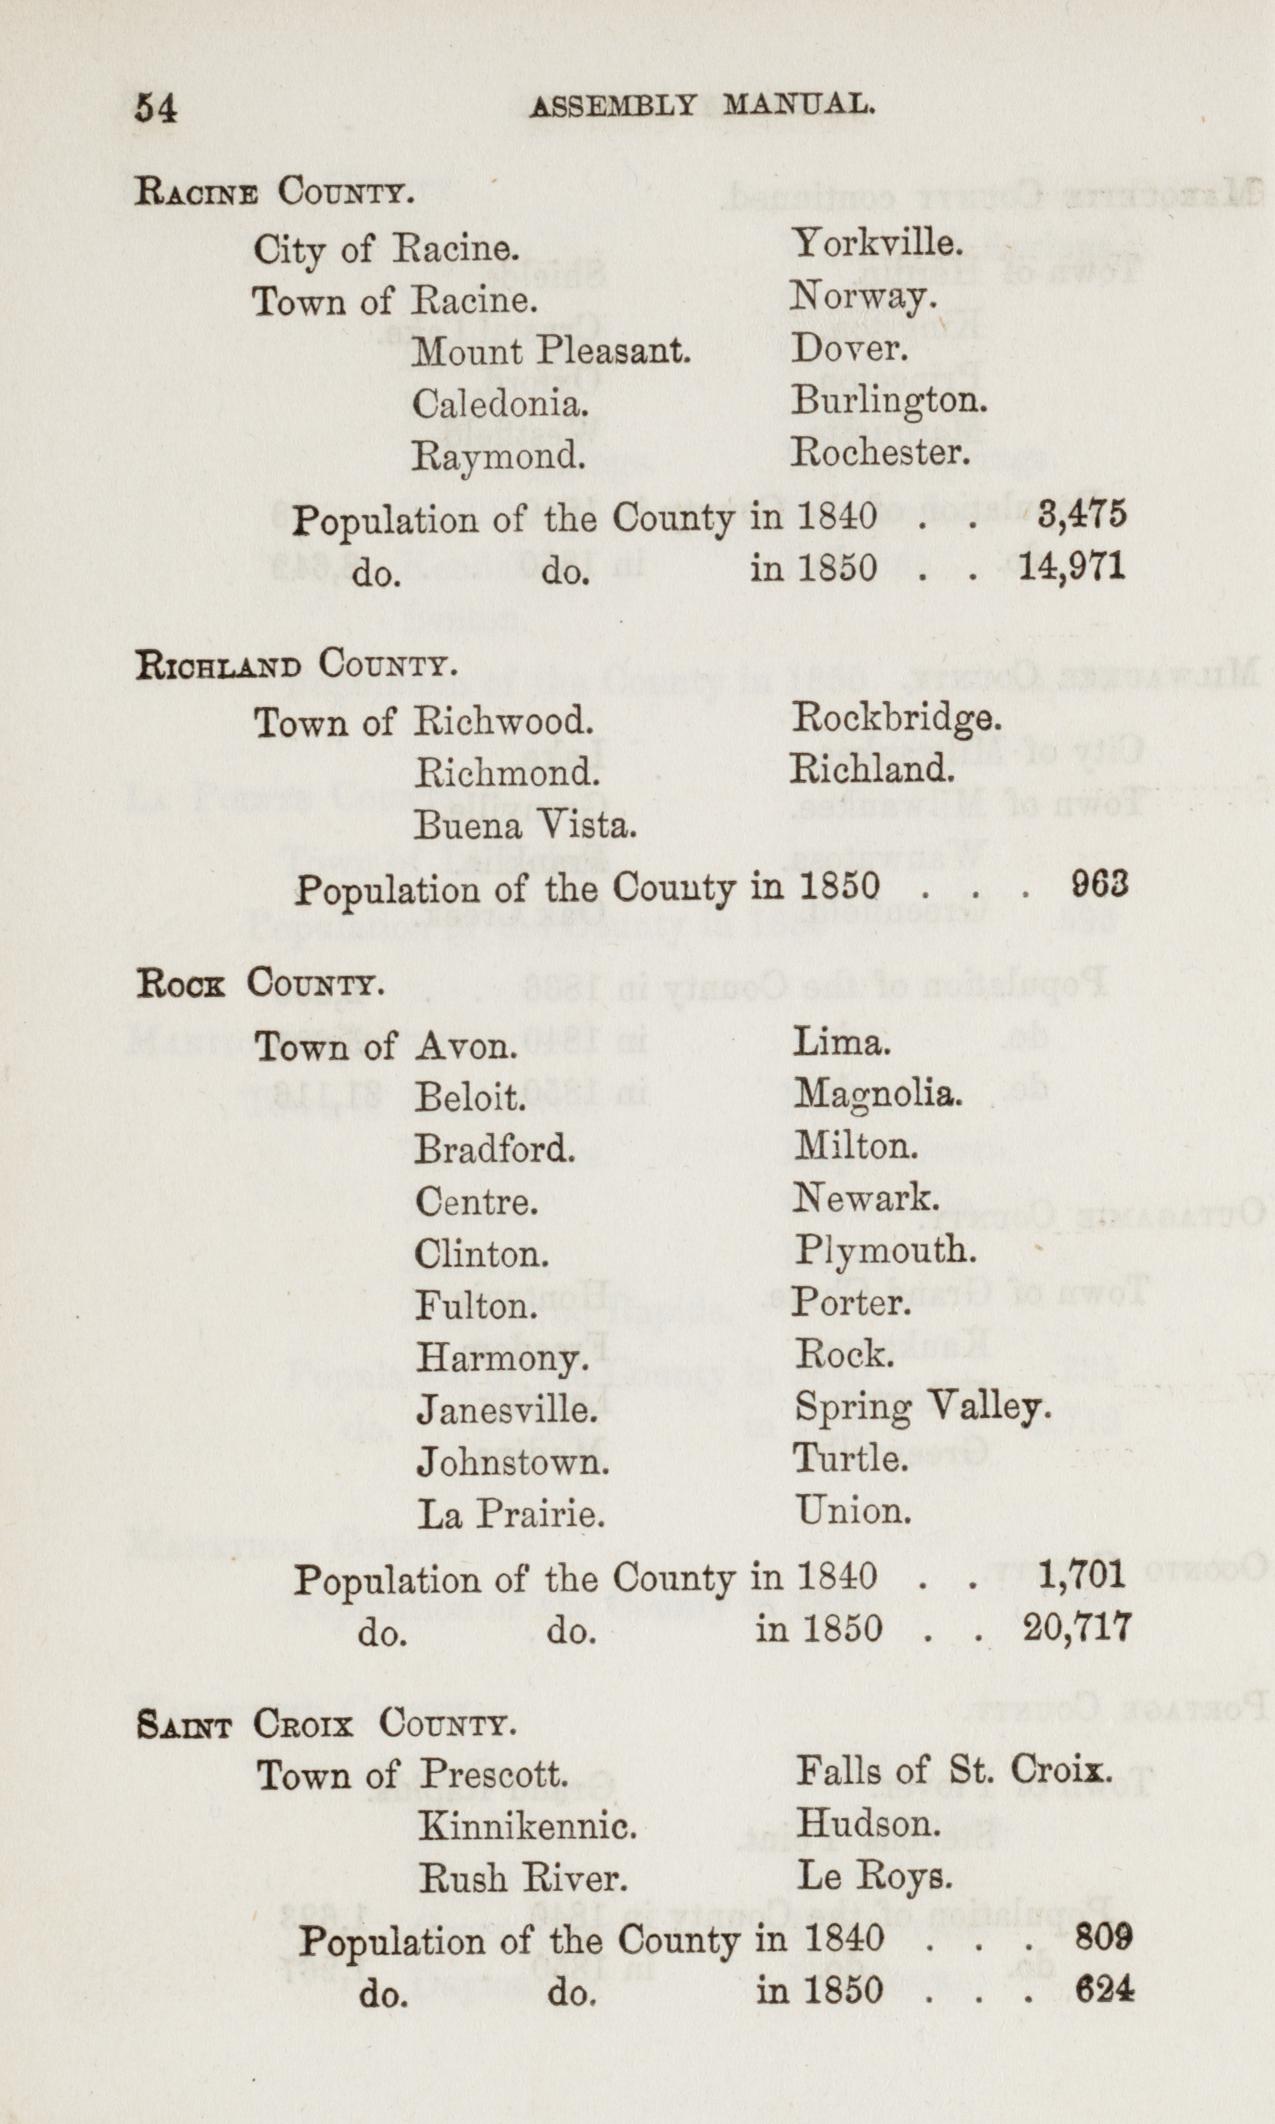 54 ASSEMBLY MANUAL.
RACINE COUNTY.
City of Racine. Yorkville.
Town of Racine. Norway.
Mount Pleasant. Dover.
Caledonia. Burlington.
Raymond. Rochester.
Population of the County in 1840 . . 3,475
do. do. in 1850 . . 14,971
RICHLAND COUNTY.
Town of Richwood. Rockbridge.
Richmond. Richland.
Buena Vista.
Population of the County in 1850 . . . 963
ROCK COUNTY.
Town of Avon. Lima.
Beloit. Magnolia.
Bradford. Milton.
Centre. Newark.
Clinton. Plymouth.
Fulton. Porter.
Harmony. Rock.
Janesville. Spring Valley.
Johnstown. Turtle.
La Prairie. Union.
Population of the County in 1840 . . 1,701
do. do. in 1850 . . 20,717
SAINT CROIX COUNTY.
Town of Prescott. Falls of St. Croix.
Kinnikennic. Hudson.
Rush River. Le Roys.
Population of the County in 1840 . . . 809
do. do. in 1850 . . . 624